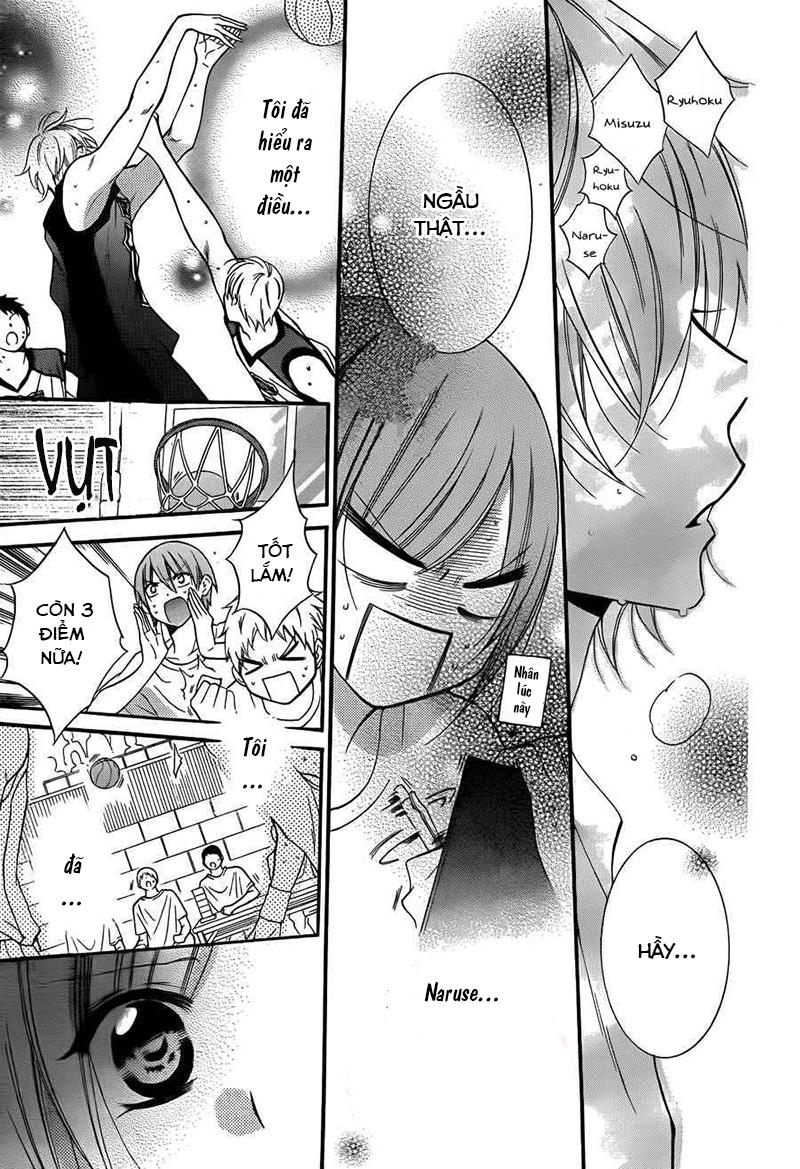 Ryuhoku
Misuzu
Ryu-
hoku
Naru-
se
HẦY...
NGẦU
THẬT...
Nhân
lúc
này
Naruse...
Tôi đã
hiểu ra
một
điều...
VỤT
TỐT
LẮM!
CÒN 3
ĐIỂM
NỮA!
Tôi
...
đã
...